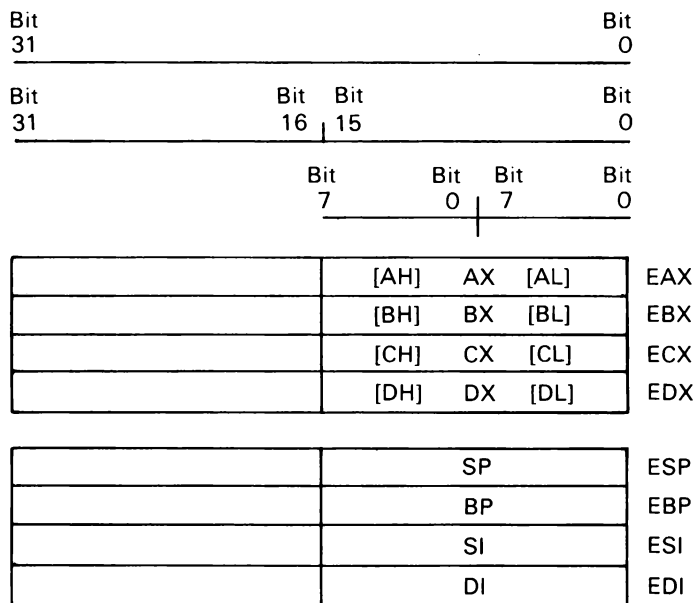 Bit Bit
31 0
Bit Bit Bit Bit
31 16 15 0
Bit Bit Bit Bit
7 0 7 0
[AH] AX [AL] EAX
[BH] BX [BL] EBX
[CH] CX [CL] ECX
[DH] DX [DL] EDX
SP ESP
BP EBP
SI ESI
DI EDI